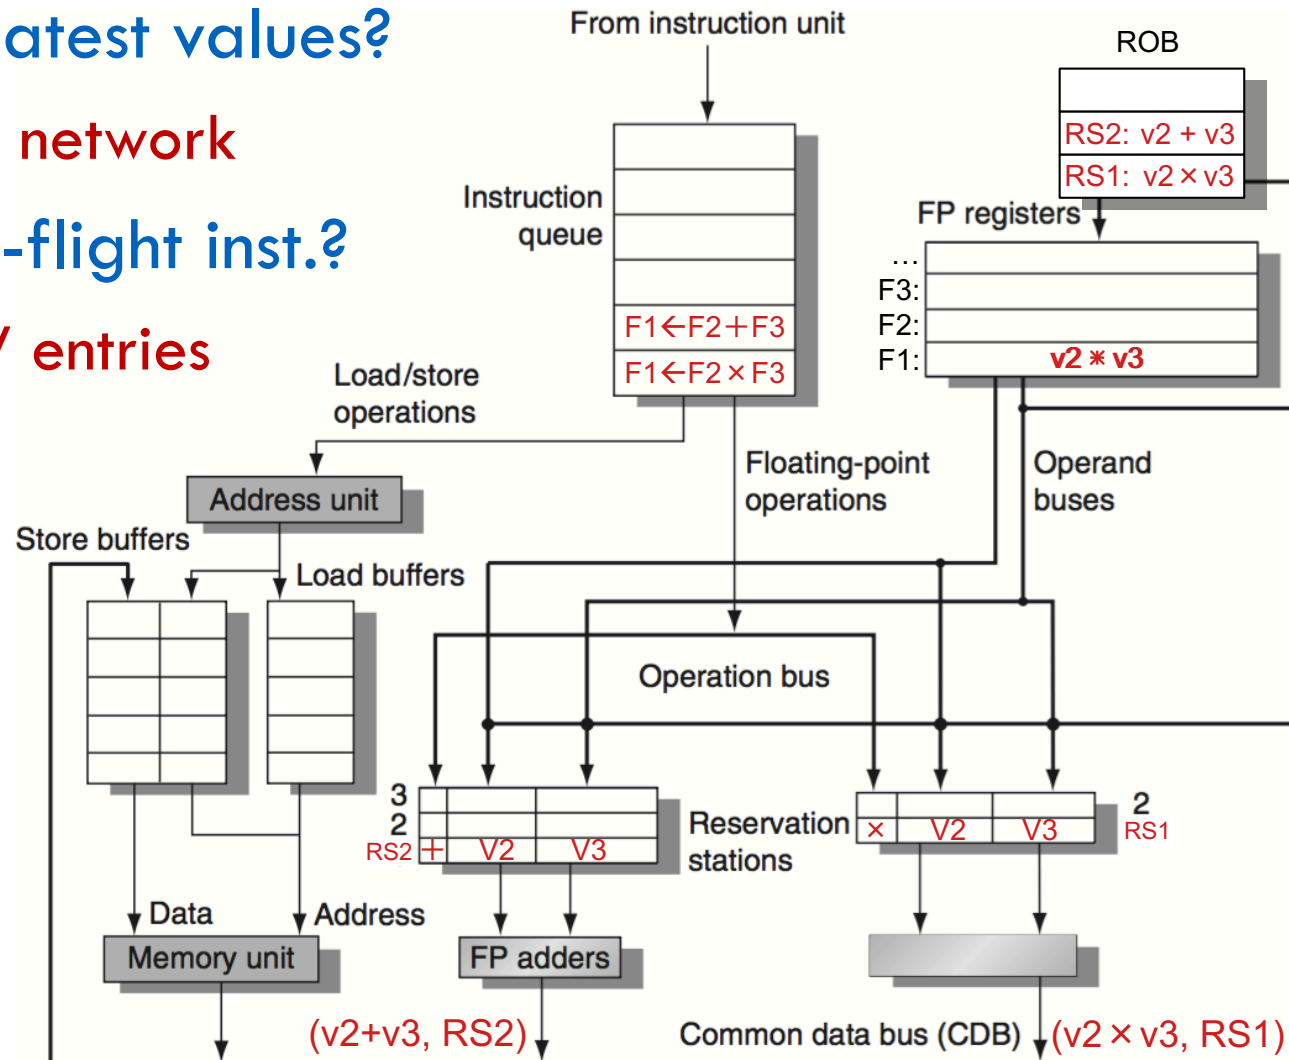 atest values?
network
-flight inst.?
/ entries
From instruction unit
ROB
RS2: v2 + v3
RS1: v2 × v3
Instruction
queue
F1←F2+F3
F1←F2×F3
FP registers
...
F3:
F2:
F1:
v2 * v3
Load/store
operations
Floating-point
operations
Operand
buses
Address unit
Store buffers
Load buffers
Operation bus
3
2
RS2
+
V2
V3
Reservation
stations
×
V2
V3
2
RS1
Data
Address
Memory unit
FP adders
(v2+v3, RS2)
Common data bus (CDB)
(v2×v3, RS1)